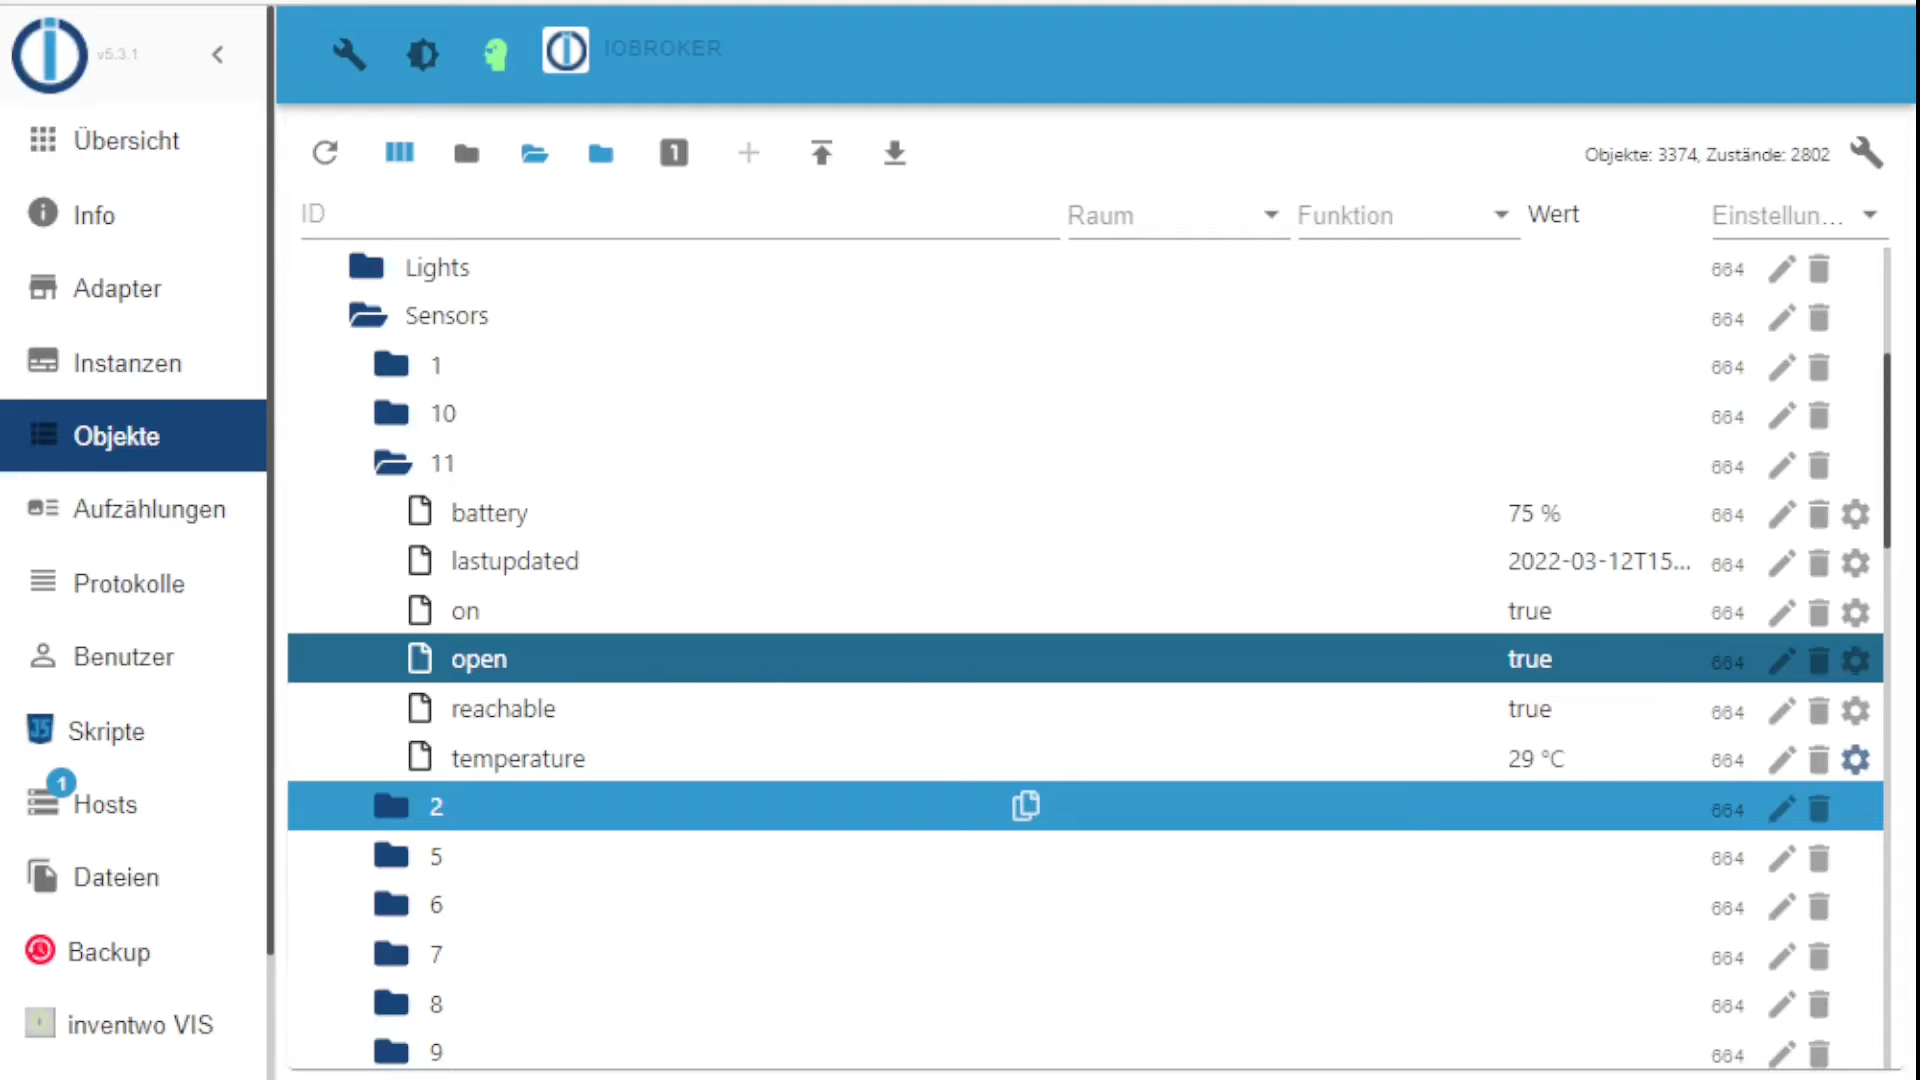 v5.3.1
IOBROKER
Übersicht
Info
Adapter
Instanzen
Objekte
Aufzählungen
Protokolle
Benutzer
JS Skripte
1
Hosts
Dateien
Backup
inventwo VIS
1
Objekte: 3374, Zustände: 2802
ID Raum Funktion Wert Einstellun...
Lights 664
Sensors 664
1 664
10 664
11 664
battery 75 % 664
lastupdated 2022-03-12T15... 664
on true 664
open true 664
reachable true 664
temperature 29 °C 664
2 664
5 664
6 664
7 664
8 664
9 664